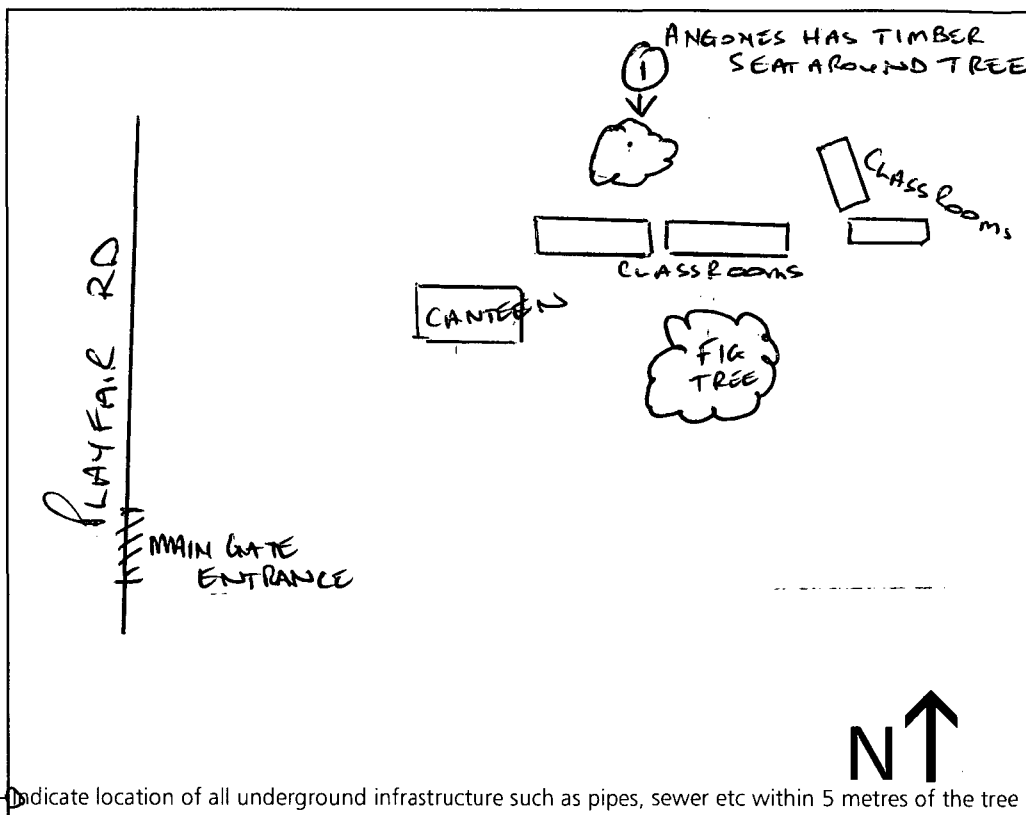 ANGOMES HAS TIMBER
SEAT AROUND TREE
1
CLASSROOMS
CLASSROOMS
CANTEEN
FIG
TREE
PLAYFAIR RD
MAIN GATE
ENTRANCE
N
Indicate location of all underground infrastructure such as pipes, sewer etc within 5 metres of the tree